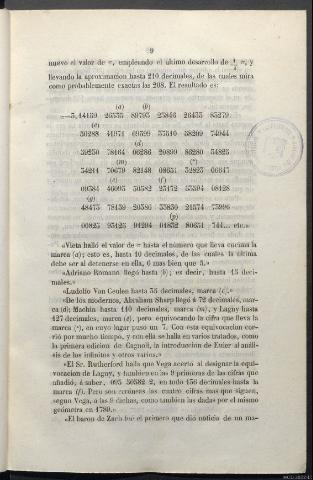 9
nuevo el valor de π, empleando el último desarrollo de ¼ π, y
llevando la aproximacion hasta 210 decimales, de las cuales mira
como probablemente exactas las 208. El resultado es:
(a) (b)
3,14159 26535 89793 23846 26433 83279
(c)
50288 41971 69399 37510 58209 74944
(d)
59230 78164 06286 20899 86280 34825
(m) (*)
34211 70679 82148 08651 32823 06647
(e) (f)
09384 46095 50582 23172 53594 08128
(g)
48473 78139 20386 33830 21574 73996
(p)
00825 93125 91294 01832 80651 744... etc.»
«Vieta halló el valor de π hasta el número que lleva encima la
marca (a); esto es, hasta 10 decimales, de las cuales la última
debe ser al detenerse en ella, 6 mas bien que 5.»
«Adriano Romano llegó hasta (b); es decir, hasta 15 deci-
males.»
«Ludolfo Van Ceulen hasta 35 decimales, marca (c).»
«De los modernos, Abraham Sharp llegó á 72 decimales, mar-
ca (d); Machin hasta 110 decimales, marca (m), y Lagny hasta
127 decimales, marca (e), pero equivocando la cifra que lleva la
marca (*), en cuyo lugar puso un 7. Con esta equivocacion cor-
rió por mucho tiempo, y con ella se halla en varios tratados, como
la primera edicion de Cagnoli, la introduccion de Euler al análi-
sis de los infinitos y otros varios.»
«El Sr. Rutherford halla que Vega acertó al designar la equi-
vocacion de Lagny, y tambien en las 9 primeras de las cifras que
añadió, á saber, 095 50582 2, en todo 136 decimales hasta la
marca (f). Pero son erróneas las cuatro cifras mas que siguen,
segun Vega, a las 9 dichas, como tambien las dadas por el mismo
geómetra en 1789.»
«El baron de Zach fué el primero que dió noticia de un ma-